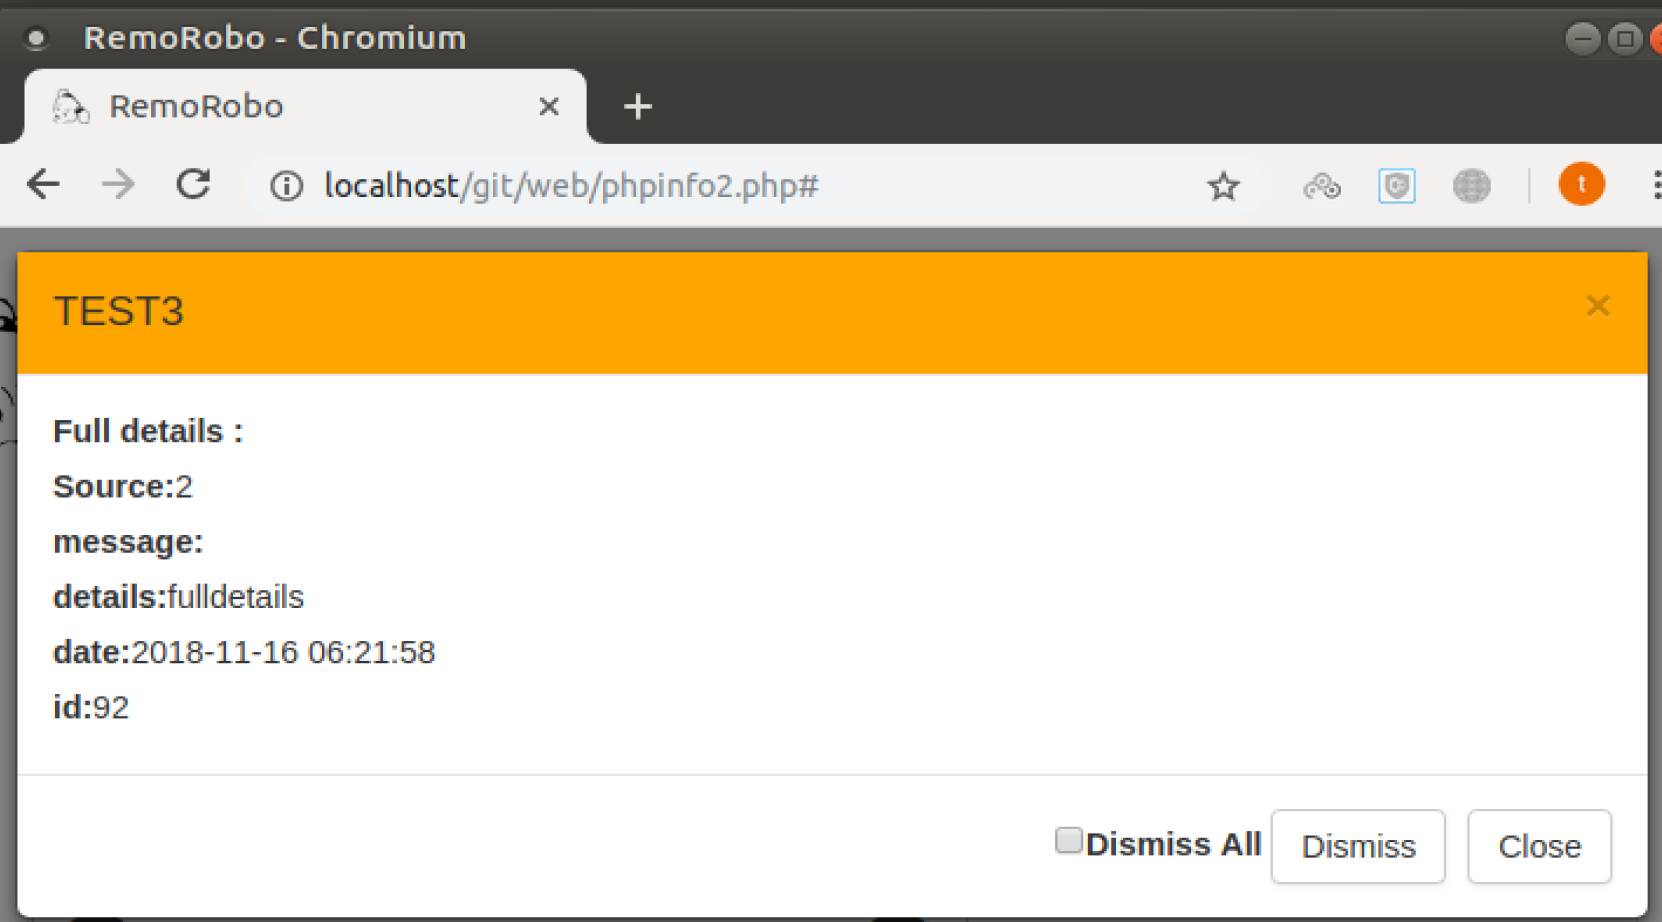 RemoRobo - Chromium
RemoRobo
localhost/git/web/phpinfo2.php#
t
TEST3
Full details :
Source:2
message:
details:fulldetails
date:2018-11-16 06:21:58
id:92
Dismiss All Dismiss Close